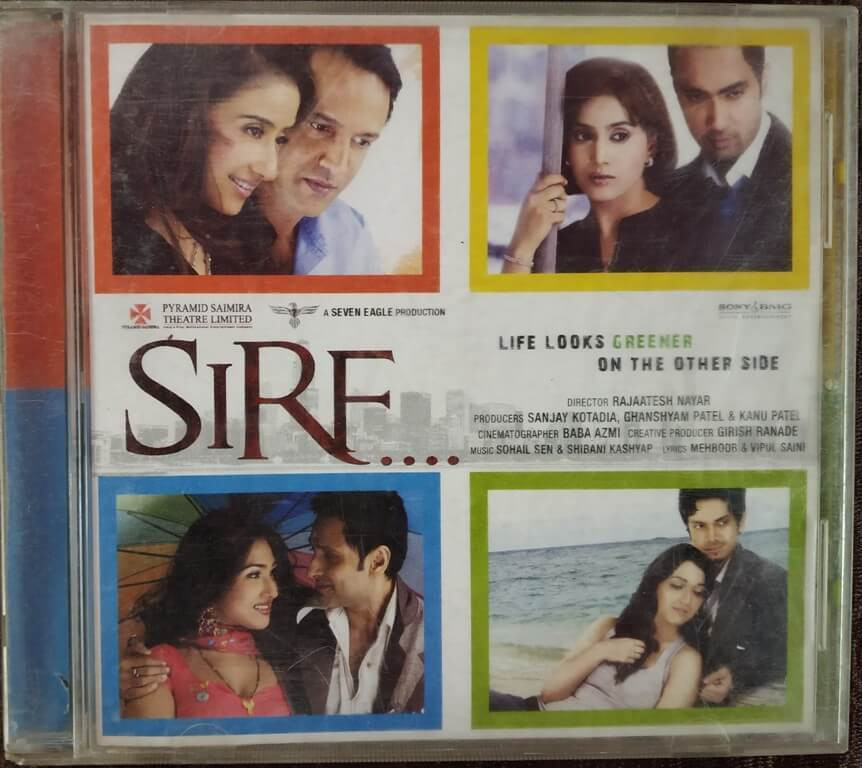 PYRAMID SAIMIRA
THEATRE LIMITED
A SEVEN EAGLE PRODUCTION
SONY BMG
MUSIC ENTERTAINMENT
SIRF....
LIFE LOOKS GREENER
ON THE OTHER SIDE
DIRECTOR RAJAATESH NAYAR
PRODUCERS SANJAY KOTADIA, GHANSHYAM PATEL & KANU PATEL
CINEMATOGRAPHER BABA AZMI CREATIVE PRODUCER GIRISH RANADE
MUSIC SOHAIL SEN & SHIBANI KASHYAP LYRICS MEHBOOB & VIPUL SAINI